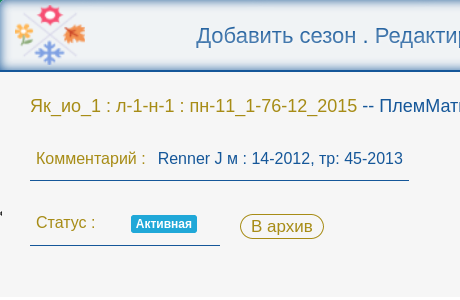 Добавить сезон . Редакти
Як_ио_1 : л-1-н-1 : пн-11_1-76-12_2015 -- ПлемМат
Комментарий : Renner J м : 14-2012, тр: 45-2013
Статус : Активная В архив